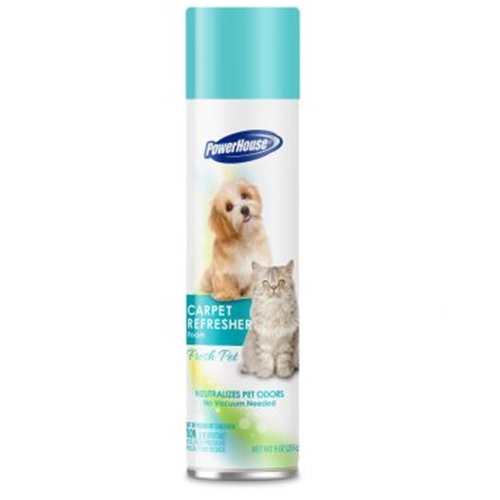 PowerHouse
CARPET
REFRESHER
Foam
Fresh Pet
NEUTRALIZES PET ODORS
No Vacuum Needed
NET WT 9 OZ